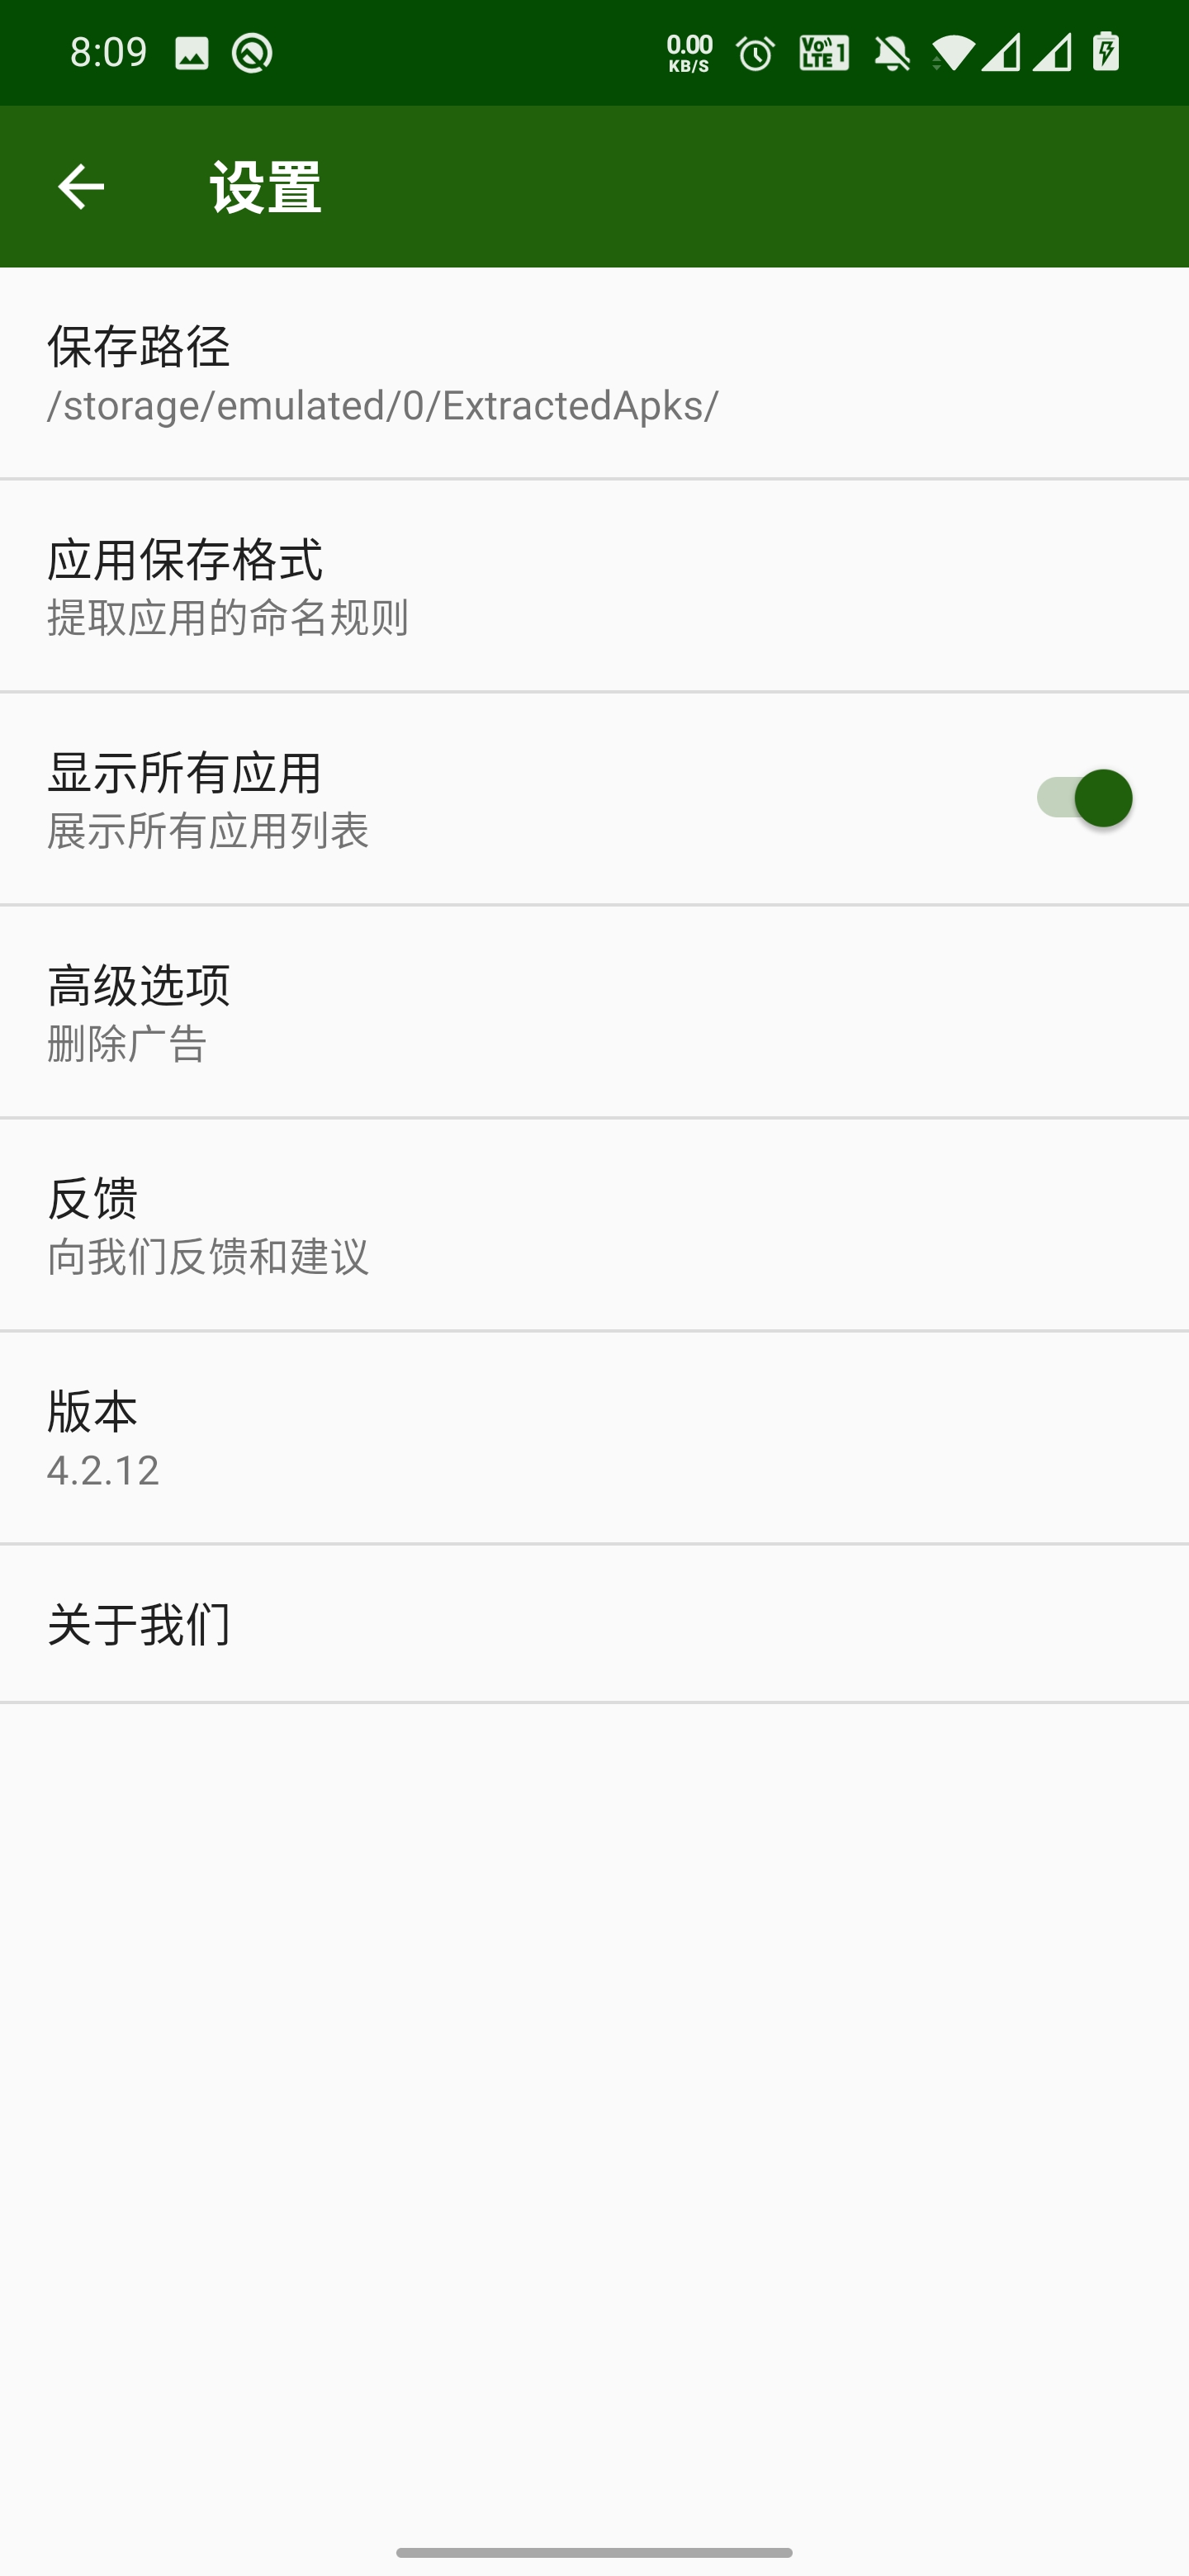 8:09
0.00
KB/S
Vo LTE 1
设置
保存路径
/storage/emulated/0/ExtractedApks/
应用保存格式
提取应用的命名规则
显示所有应用
展示所有应用列表
高级选项
删除广告
反馈
向我们反馈和建议
版本
4.2.12
关于我们